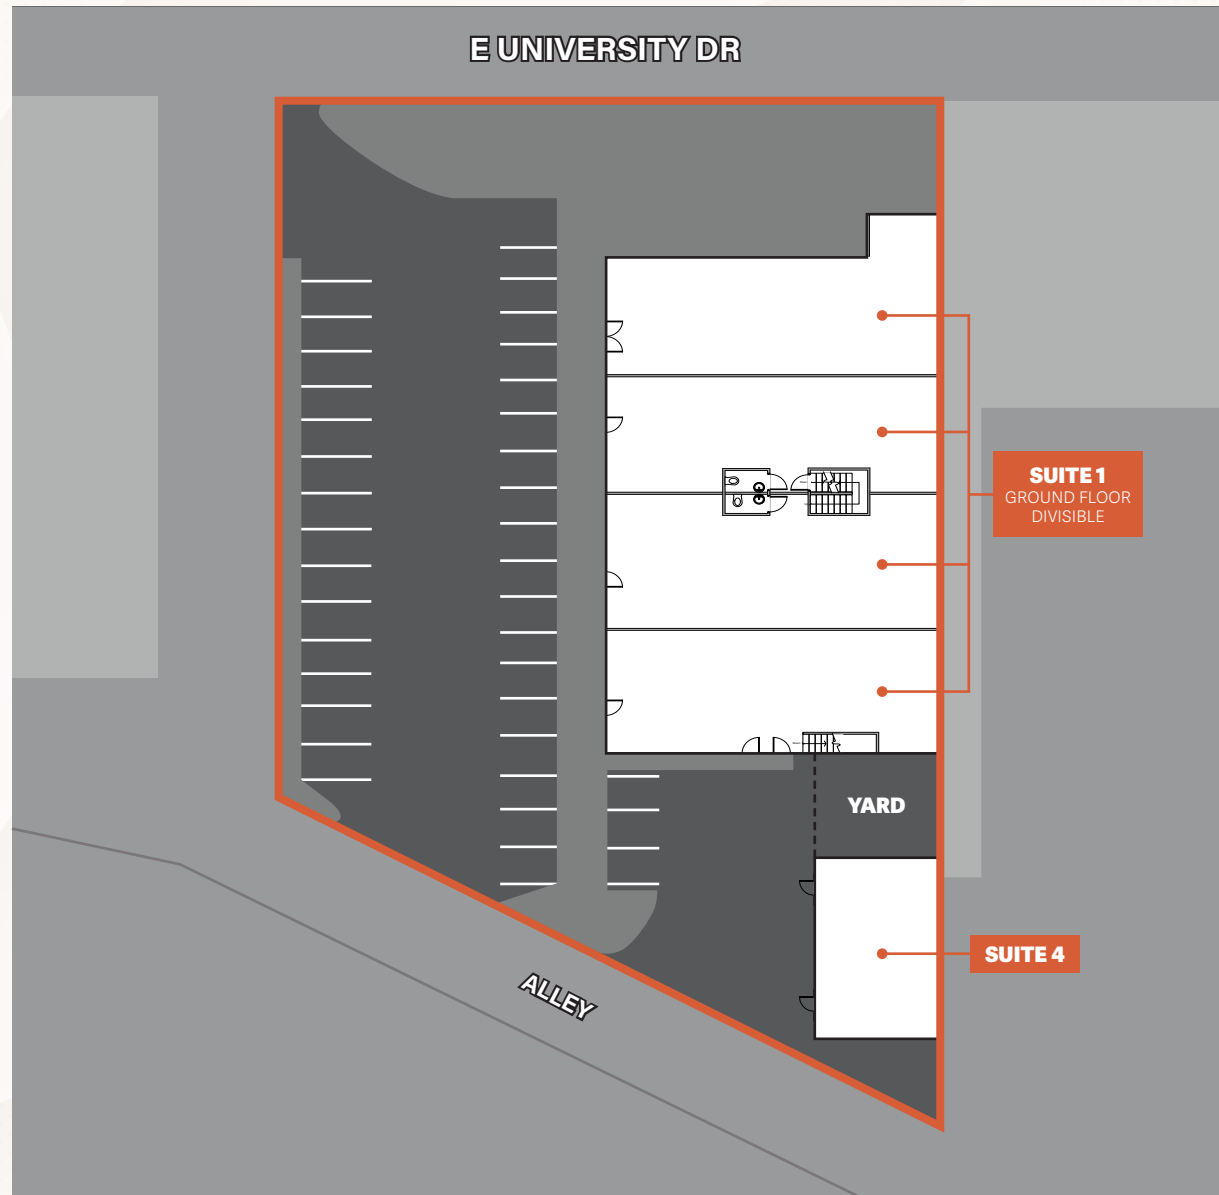 E UNIVERSITY DR
SUITE 1
GROUND FLOOR
DIVISIBLE
YARD
SUITE 4
ALLEY